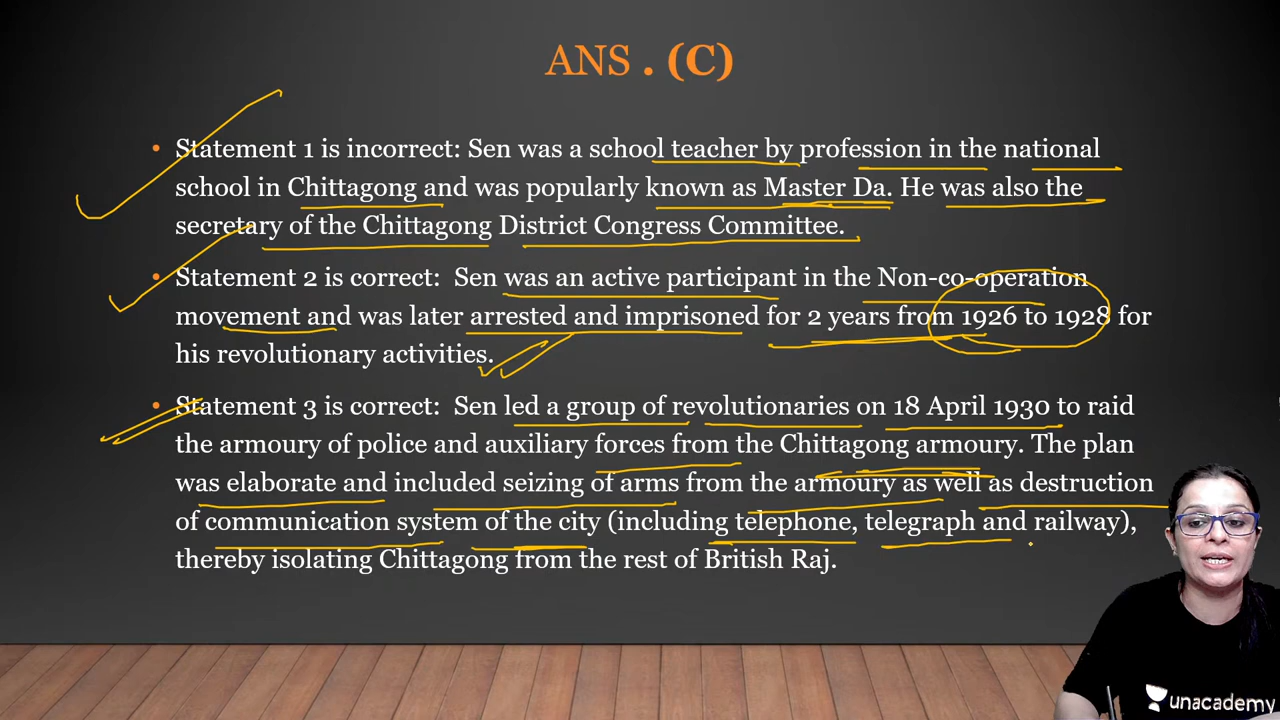 ANS . (C)
• Statement 1 is incorrect: Sen was a school teacher by profession in the national
school in Chittagong and was popularly known as Master Da. He was also the
secretary of the Chittagong District Congress Committee.
• Statement 2 is correct:  Sen was an active participant in the Non-co-operation
movement and was later arrested and imprisoned for 2 years from 1926 to 1928 for
his revolutionary activities.
• Statement 3 is correct:  Sen led a group of revolutionaries on 18 April 1930 to raid
the armoury of police and auxiliary forces from the Chittagong armoury. The plan
was elaborate and included seizing of arms from the armoury as well as destruction
of communication system of the city (including telephone, telegraph and railway),
thereby isolating Chittagong from the rest of British Raj.
unacademy